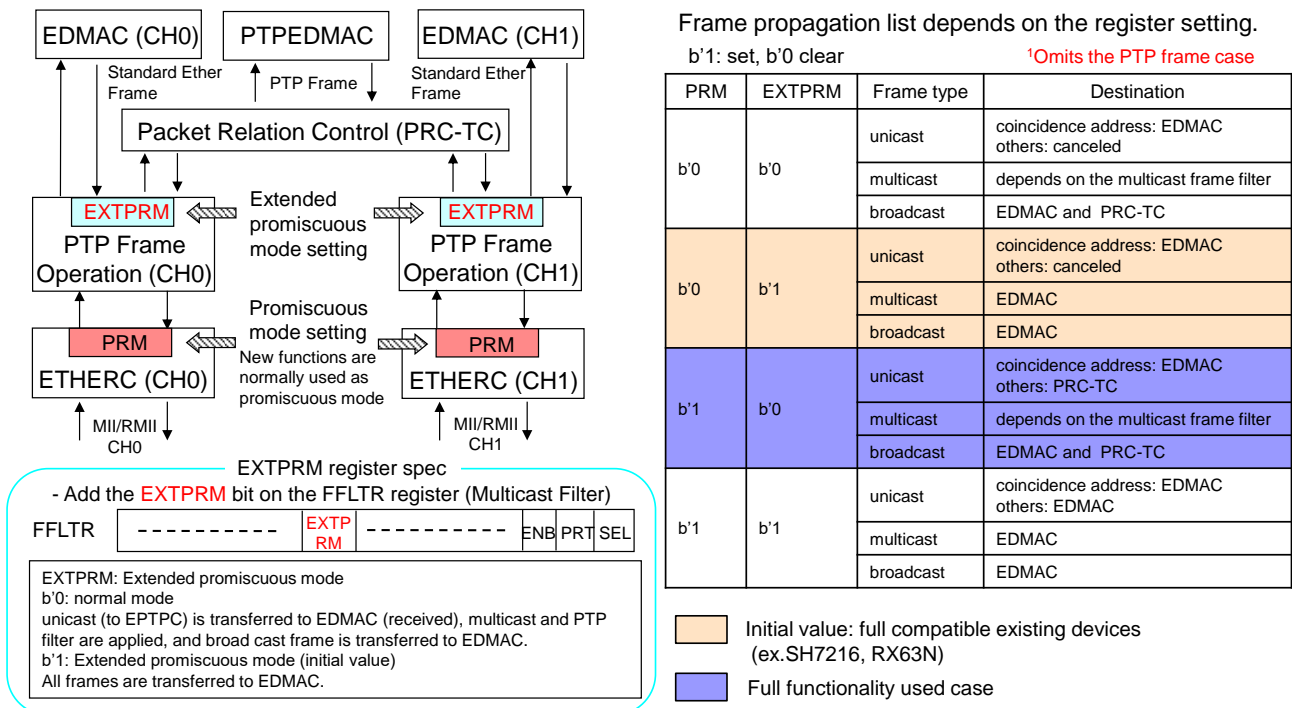 EDMAC (CH0)
PTPEDMAC
EDMAC (CH1)
Standard Ether
Frame
PTP Frame
Standard Ether
Frame
Packet Relation Control (PRC-TC)
EXTPRM
PTP Frame
Operation (CH0)
Extended
promiscuous
mode setting
EXTPRM
PTP Frame
Operation (CH1)
PRM
ETHERC (CH0)
Promiscuous
mode setting
New functions are
normally used as
promiscuous mode
PRM
ETHERC (CH1)
MII/RMII
CH0
MII/RMII
CH1
EXTPRM register spec
- Add the EXTPRM bit on the FFLTR register (Multicast Filter)
FFLTR
EXTP
RM
ENB PRT SEL
EXTPRM: Extended promiscuous mode
b'0: normal mode
unicast (to EPTPC) is transferred to EDMAC (received), multicast and PTP
filter are applied, and broad cast frame is transferred to EDMAC.
b'1: Extended promiscuous mode (initial value)
All frames are transferred to EDMAC.
Frame propagation list depends on the register setting.
b'1: set, b'0 clear
¹Omits the PTP frame case
PRM EXTPRM Frame type Destination
b'0 b'0
unicast coincidence address: EDMAC
others: canceled
multicast depends on the multicast frame filter
broadcast EDMAC and PRC-TC
b'0 b'1
unicast coincidence address: EDMAC
others: canceled
multicast EDMAC
broadcast EDMAC
b'1 b'0
unicast coincidence address: EDMAC
others: PRC-TC
multicast depends on the multicast frame filter
broadcast EDMAC and PRC-TC
b'1 b'1
unicast coincidence address: EDMAC
others: EDMAC
multicast EDMAC
broadcast EDMAC
Initial value: full compatible existing devices
(ex.SH7216, RX63N)
Full functionality used case